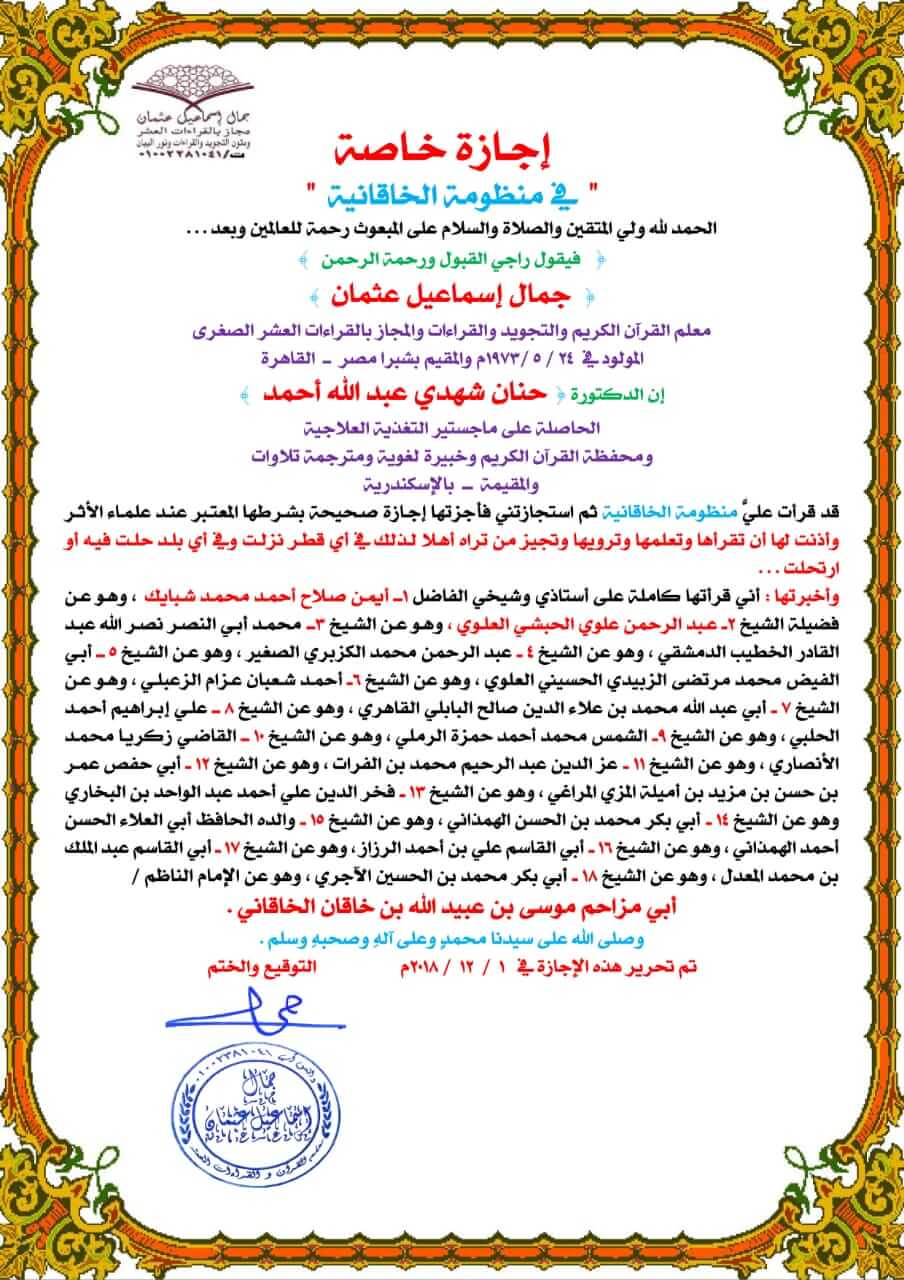 جمال إسماعيل عثمان
مجاز بالقراءات العشر
ومتون التجويد والقراءات ونور البيان
ت/٠١٠٠٢٣٨١٠٤١
إجازة خاصة
" في منظومة الخاقانية "
الحمد لله ولي المتقين والصلاة والسلام على المبعوث رحمة للعالمين وبعد ...
﴿ فيقول راجي القبول ورحمة الرحمن ﴾
﴿ جمال إسماعيل عثمان ﴾
معلم القرآن الكريم والتجويد والقراءات والمجاز بالقراءات العشر الصغرى
المولود في ٢٤ / ٥ /١٩٧٣م والمقيم بشبرا مصر – القاهرة
إن الدكتورة ﴿ حنان شهدي عبد الله أحمد ﴾
الحاصلة على ماجستير التغذية العلاجية
ومحفظة القرآن الكريم وخبيرة لغوية ومترجمة تلاوات
والمقيمة – بالإسكندرية
قد قرأت عليَّ منظومة الخاقانية ثم استجازتني فأجزتها إجازة صحيحة بشرطها المعتبر عند علماء الأثر
وأذنت لها أن تقرأها وتعلمها وترويها وتجيز من تراه أهلا لذلك في أي قطر نزلت وفي أي بلد حلت فيه أو
ارتحلت ...
وأخبرتها : أني قرأتها كاملة على أستاذي وشيخي الفاضل ١– أيمن صلاح أحمد محمد شبايك ، وهو عن
فضيلة الشيخ ٢– عبد الرحمن علوي الحبشي العلوي ، وهو عن الشيخ ٣– محمد أبي النصر نصر الله عبد
القادر الخطيب الدمشقي ، وهو عن الشيخ ٤ – عبد الرحمن محمد الكزبري الصغير ، وهو عن الشيخ ٥ – أبي
الفيض محمد مرتضى الزبيدي الحسيني العلوي ، وهو عن الشيخ ٦– أحمد شعبان عزام الزعبلي ، وهو عن
الشيخ ٧ – أبي عبد الله محمد بن علاء الدين صالح البابلي القاهري ، وهو عن الشيخ ٨ – علي إبراهيم أحمد
الحلبي ، وهو عن الشيخ ٩– الشمس محمد أحمد حمزة الرملي ، وهو عن الشيخ ١٠ – القاضي زكريا محمد
الأنصاري ، وهو عن الشيخ ١١ – عز الدين عبد الرحيم محمد بن الفرات ، وهو عن الشيخ ١٢ – أبي حفص عمر
بن حسن بن مزيد بن أميلة المزي المراغي ، وهو عن الشيخ ١٣ – فخر الدين علي أحمد عبد الواحد بن البخاري
وهو عن الشيخ ١٤ – أبي بكر محمد بن الحسن الهمذاني ، وهو عن الشيخ ١٥ – والده الحافظ أبي العلاء الحسن
أحمد الهمذاني ، وهو عن الشيخ ١٦ – أبي القاسم علي بن أحمد الرزاز، وهو عن الشيخ ١٧ – أبي القاسم عبد الملك
بن محمد المعدل ، وهو عن الشيخ ١٨ – أبي بكر محمد بن الحسين الآجري ، وهو عن الإمام الناظم /
أبي مزاحم موسى بن عبيد الله بن خاقان الخاقاني .
وصلى الله على سيدنا محمدٍ وعلى آلهِ وصحبهِ وسلم .
تم تحرير هذه الإجازة في ١ / ١٢ / ٢٠١٨م التوقيع والختم
جمال
٠١٠٠٢٣٨١٠٤١
جمال
إسماعيل عثمان
معلم القرآن و القراءات العشر